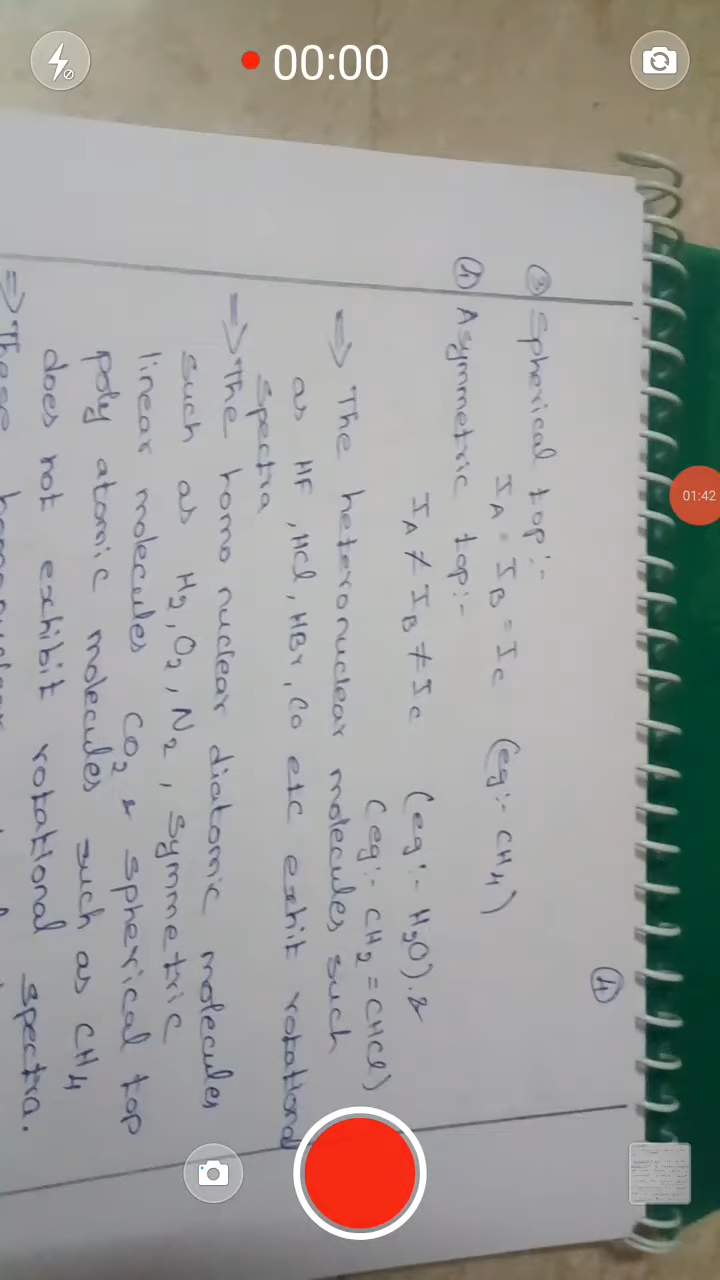 00:00
01:42
④
③ Spherical top:-
IA = IB = Ic (eg:- CH4)
④ Asymmetric top:-
IA ≠ IB ≠ Ic (eg:- H2O). &
(eg:- CH2 = CHCl)
⇒ The heteronuclear molecules such
as HF, HCl, HBr, Co etc exhit rotational
spectra
⇒ The homo nuclear diatomic molecules
such as H2, O2, N2, symmetric
linear molecules CO2 & spherical top
poly atomic molecules such as CH4
does not exhibit rotational spectra.
⇒ These